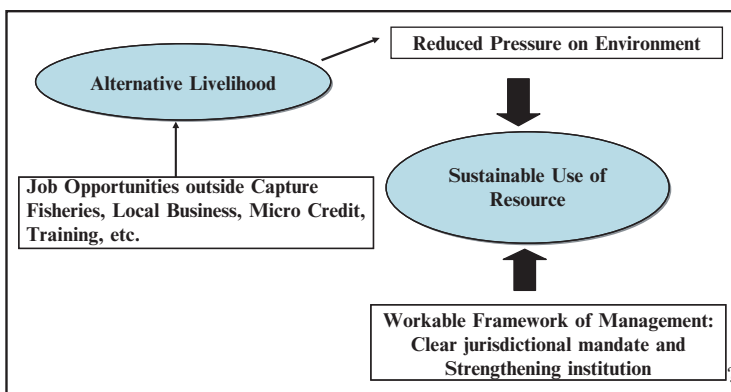 Reduced Pressure on Environment
Alternative Livelihood
Job Opportunities outside Capture
Fisheries, Local Business, Micro Credit,
Training, etc.
Sustainable Use of
Resource
Workable Framework of Management:
Clear jurisdictional mandate and
Strengthening institution